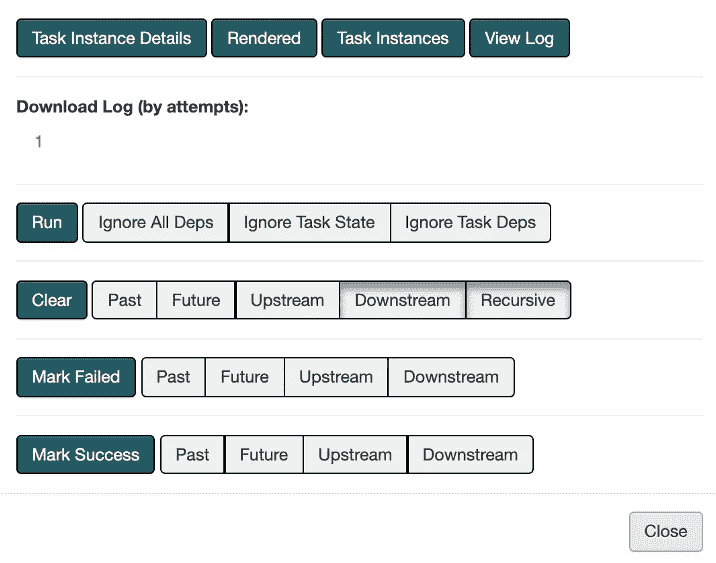 Task Instance Details Rendered Task Instances View Log
Download Log (by attempts):
1
Run Ignore All Deps Ignore Task State Ignore Task Deps
Clear Past Future Upstream Downstream Recursive
Mark Failed Past Future Upstream Downstream
Mark Success Past Future Upstream Downstream
Close